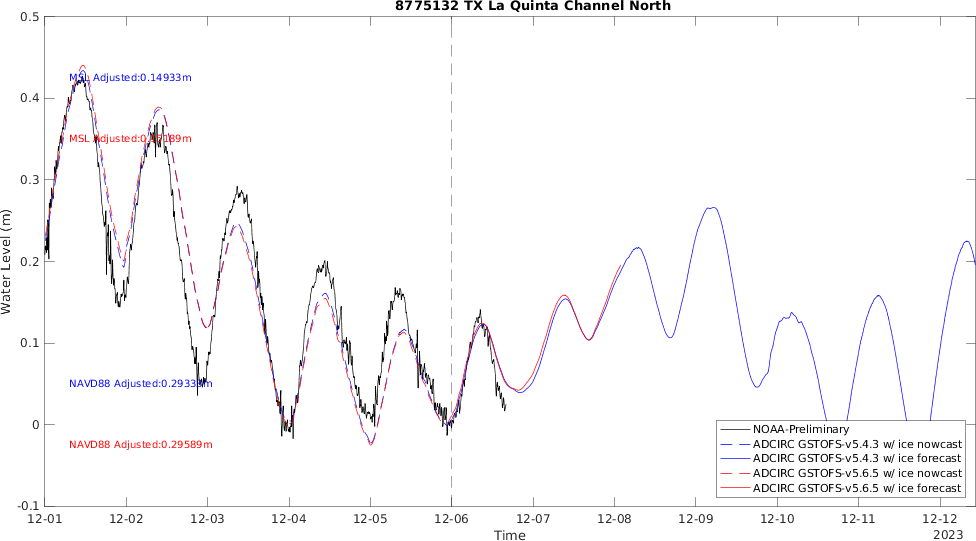 8775132 TX La Quinta Channel North
0.5
0.4
0.3
0.2
0.1
0
-0.1
Water Level (m)
MSL Adjusted:0.14933m
MSL Adjusted:
NAVD88 Adjusted:0.29333m
NAVD88 Adjusted:0.29589m
NOAA-Preliminary
ADCIRC GSTOFS-v5.4.3 w/ ice nowcast
ADCIRC GSTOFS-v5.4.3 w/ ice forecast
ADCIRC GSTOFS-v5.6.5 w/ ice nowcast
ADCIRC GSTOFS-v5.6.5 w/ ice forecast
12-01 12-02 12-03 12-04 12-05 12-06 12-07 12-08 12-09 12-10 12-11 12-12
Time
2023